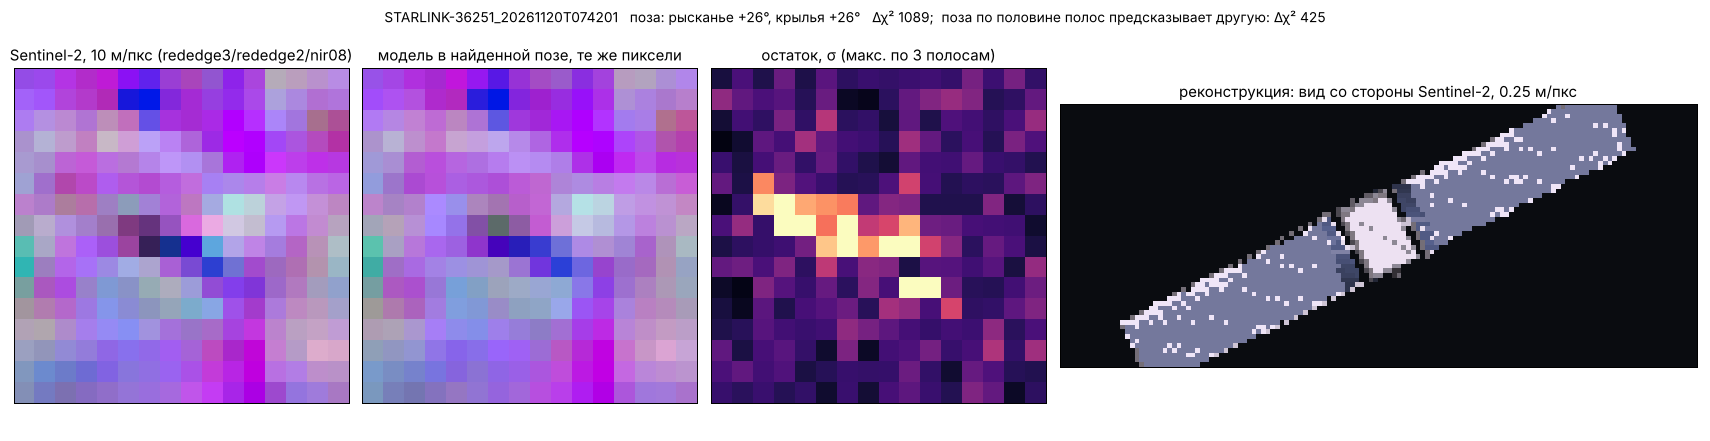 STARLINK-36251_20261120T074201 поза: рысканье +26°, крылья +26° Δχ² 1089; поза по половине полос предсказывает другую: Δχ² 425
Sentinel-2, 10 м/пкс (rededge3/rededge2/nir08)
модель в найденной позе, те же пиксели
остаток, σ (макс. по 3 полосам)
реконструкция: вид со стороны Sentinel-2, 0.25 м/пкс